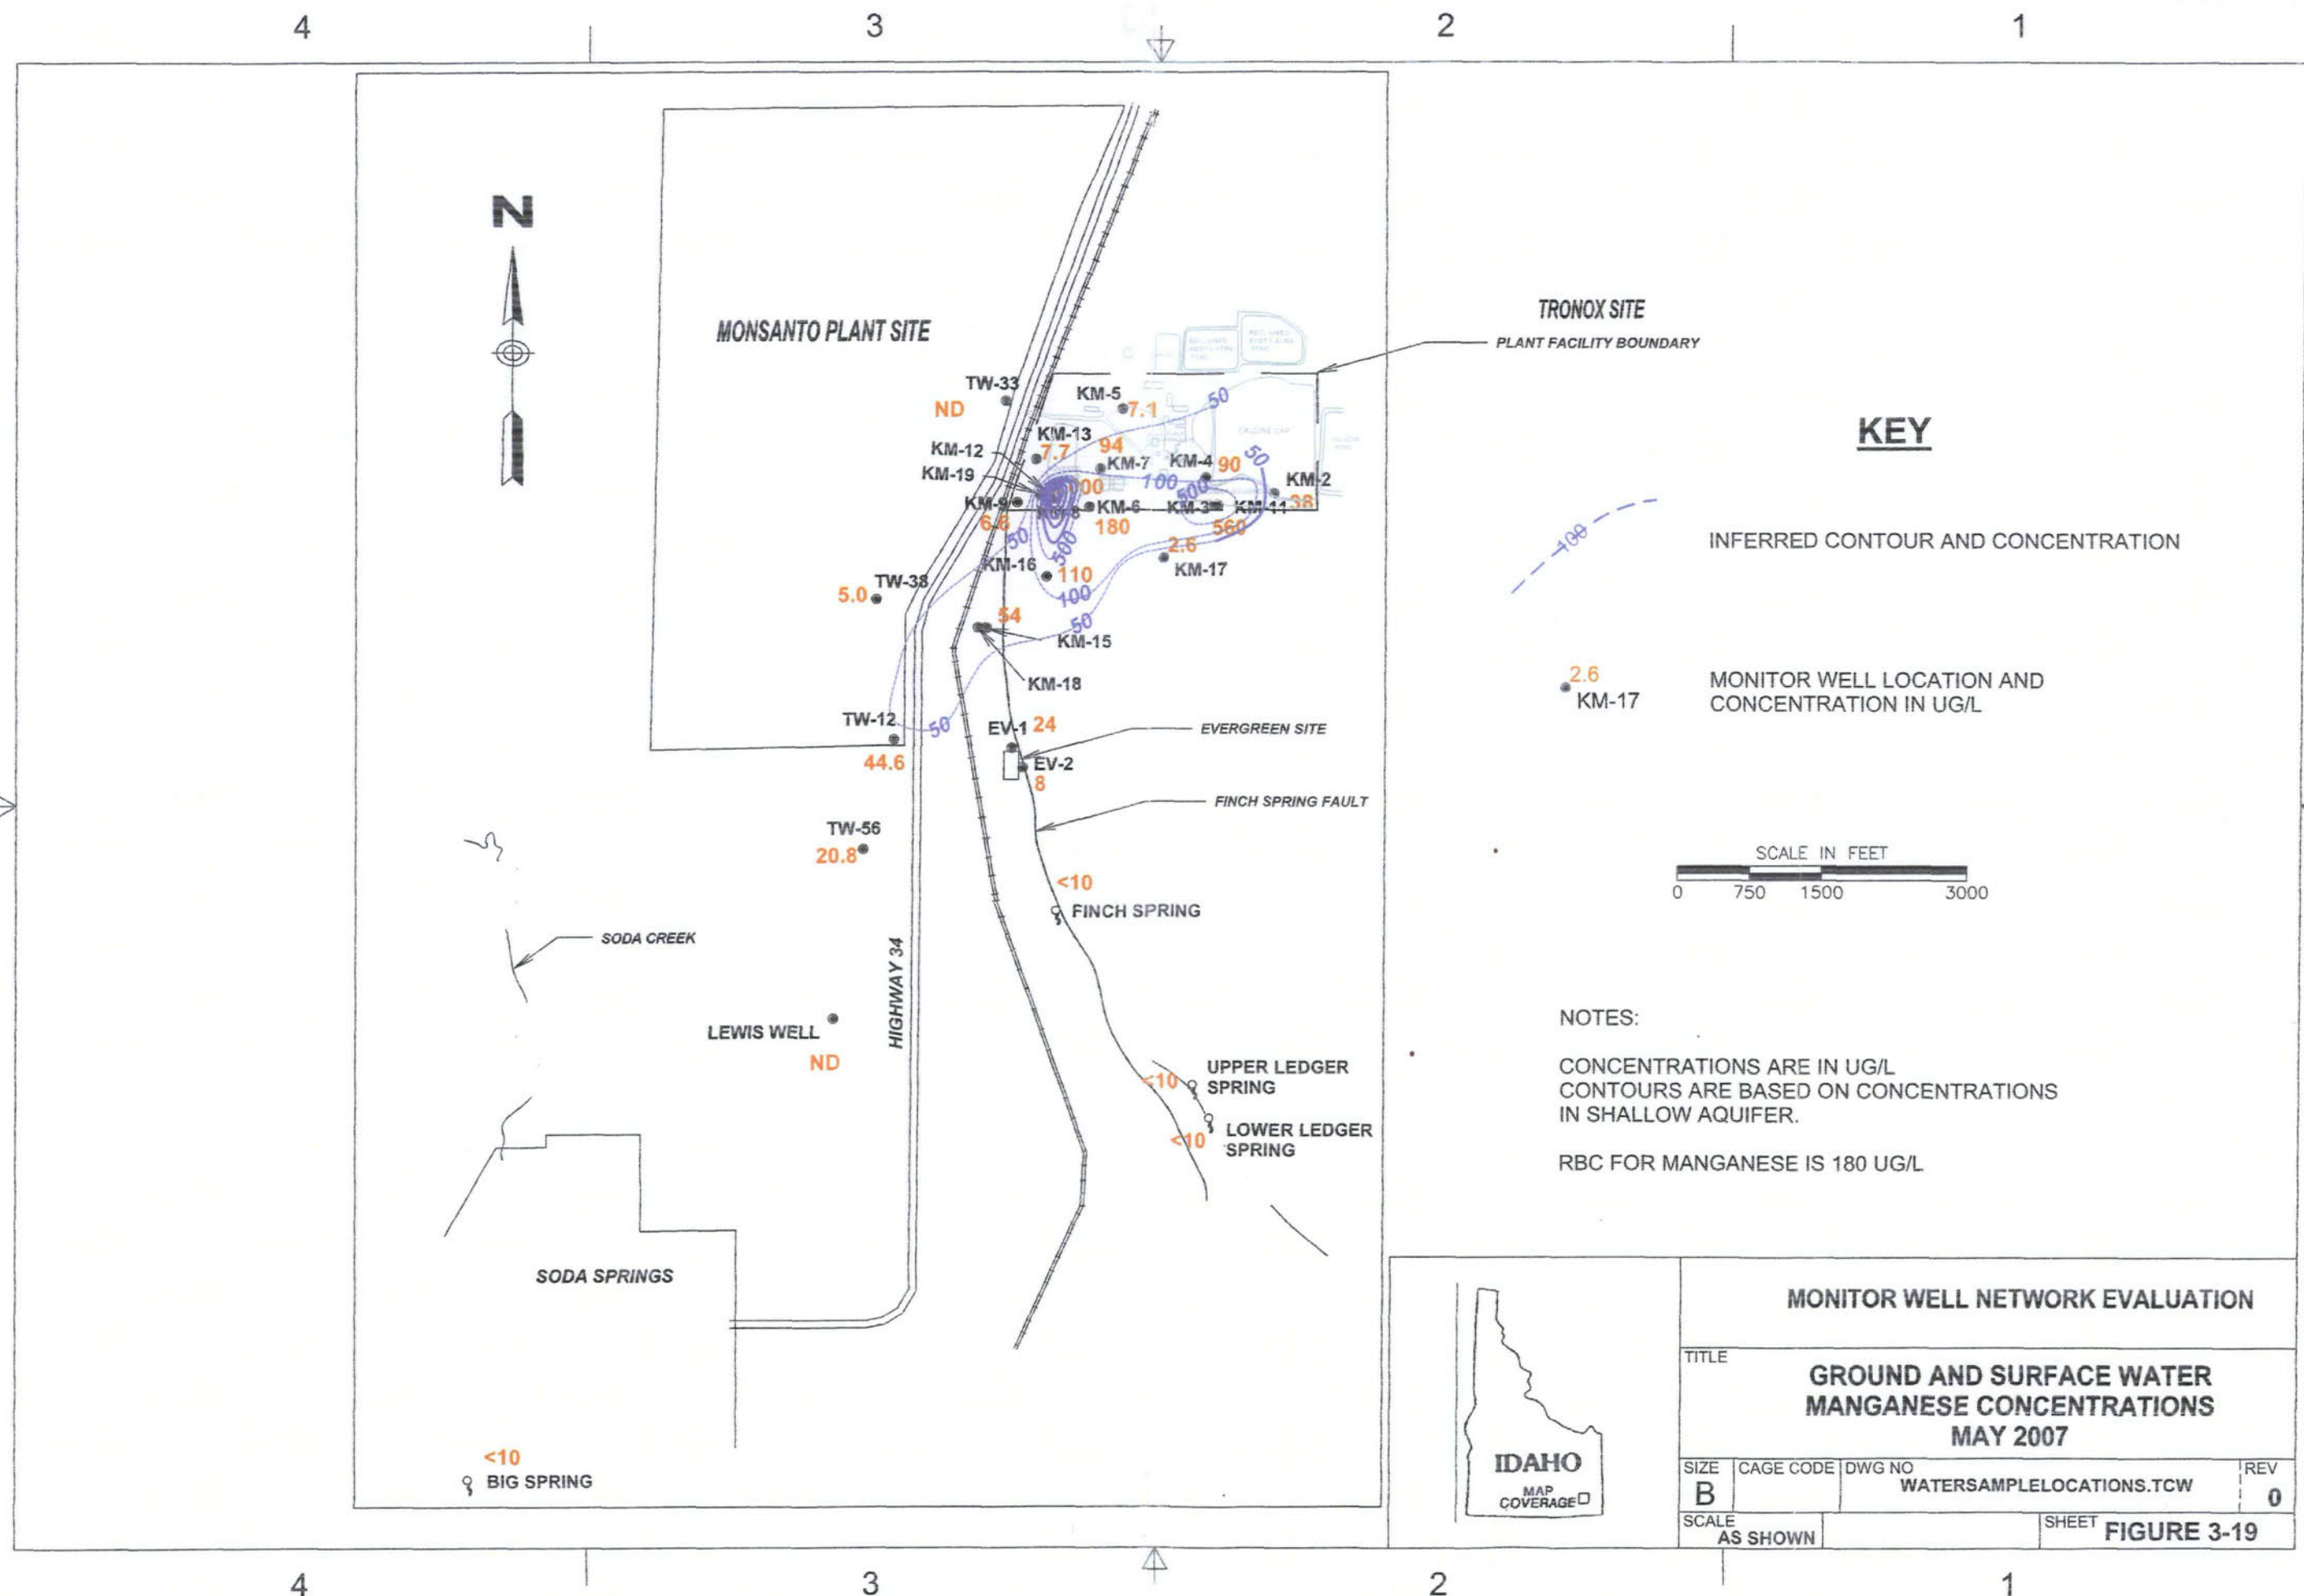 4
3
2
1
N
MONSANTO PLANT SITE
TRONOX SITE
PLANT FACILITY BOUNDARY
TW-33
ND
KM-5
7.1
50
KM-13
7.7
94
KM-12
KM-7
KM-4
90
50
KM-19
100
500
KM-2
38
KM-9
6.8
KM-8
KM-6
180
KM-3
KM-11
560
50
500
2.6
KM-17
KM-16
110
100
5.0
TW-38
54
50
KM-15
KM-18
TW-12
50
44.6
EV-1
24
EVERGREEN SITE
EV-2
8
FINCH SPRING FAULT
TW-56
20.8
<10
FINCH SPRING
SODA CREEK
HIGHWAY 34
LEWIS WELL
ND
<10
UPPER LEDGER
SPRING
<10
LOWER LEDGER
SPRING
SODA SPRINGS
<10
BIG SPRING
KEY
100
INFERRED CONTOUR AND CONCENTRATION
2.6
KM-17
MONITOR WELL LOCATION AND
CONCENTRATION IN UG/L
SCALE IN FEET
0 750 1500 3000
NOTES:
CONCENTRATIONS ARE IN UG/L
CONTOURS ARE BASED ON CONCENTRATIONS
IN SHALLOW AQUIFER.
RBC FOR MANGANESE IS 180 UG/L
IDAHO
MAP
COVERAGE
MONITOR WELL NETWORK EVALUATION
TITLE
GROUND AND SURFACE WATER
MANGANESE CONCENTRATIONS
MAY 2007
SIZE
B
CAGE CODE
DWG NO
WATERSAMPLELOCATIONS.TCW
REV
0
SCALE
AS SHOWN
SHEET
FIGURE 3-19
4
3
2
1